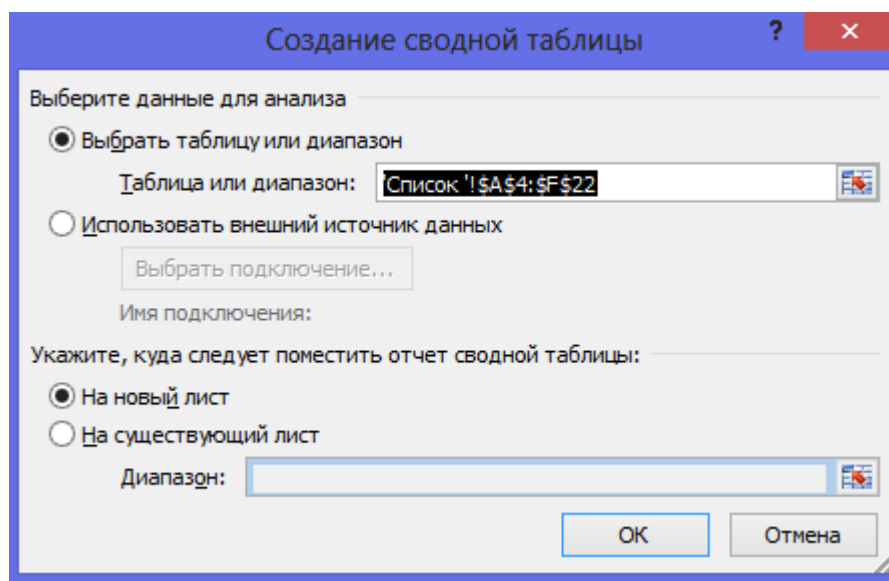 Создание сводной таблицы ? ×
Выберите данные для анализа
Выбрать таблицу или диапазон
Таблица или диапазон: 'Список '!$A$4:$F$22
Использовать внешний источник данных
Выбрать подключение...
Имя подключения:
Укажите, куда следует поместить отчет сводной таблицы:
На новый лист
На существующий лист
Диапазон:
ОК Отмена